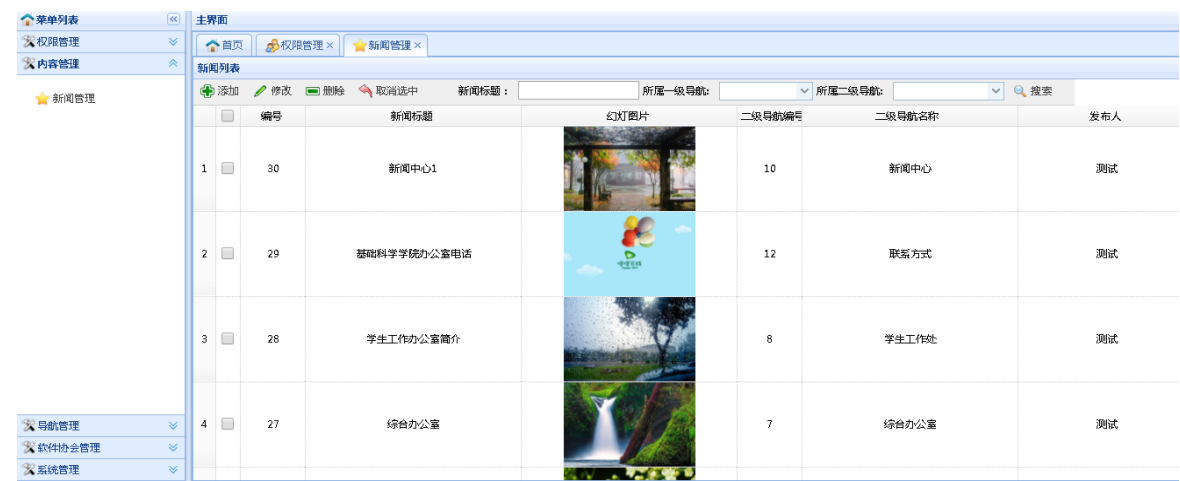 菜单列表
权限管理
内容管理
新闻管理
导航管理
软件协会管理
系统管理
主界面
首页 权限管理 新闻管理
新闻列表
添加 修改 删除 取消选中 新闻标题： 所属一级导航: 所属二级导航: 搜索
编号 新闻标题 幻灯图片 二级导航编号 二级导航名称 发布人
1 30 新闻中心1 10 新闻中心 测试
2 29 基础科学学院办公室电话 12 联系方式 测试
3 28 学生工作办公室简介 8 学生工作处 测试
4 27 综合办公室 7 综合办公室 测试